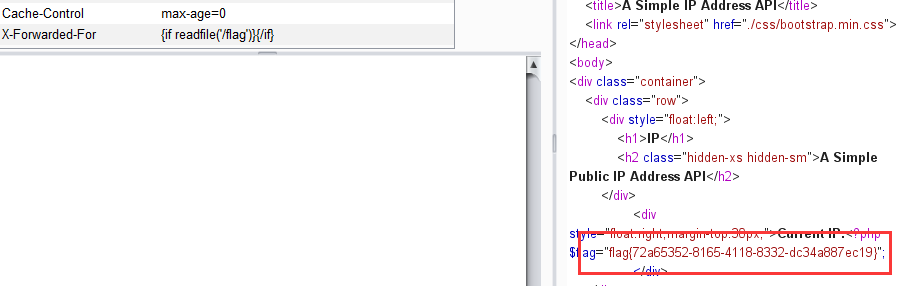 Cache-Control max-age=0
X-Forwarded-For {if readfile('/flag')}{/if}
<title>A Simple IP Address API</title>
<link rel="stylesheet" href="./css/bootstrap.min.css">
</head>
<body>
<div class="container">
<div class="row">
<div style="float:left;">
<h1>IP</h1>
<h2 class="hidden-xs hidden-sm">A Simple
Public IP Address API</h2>
</div>
<div
style="float:right;margin-top:30px;">Current IP:<?php
$flag="flag{72a65352-8165-4118-8332-dc34a887ec19}";
</div>